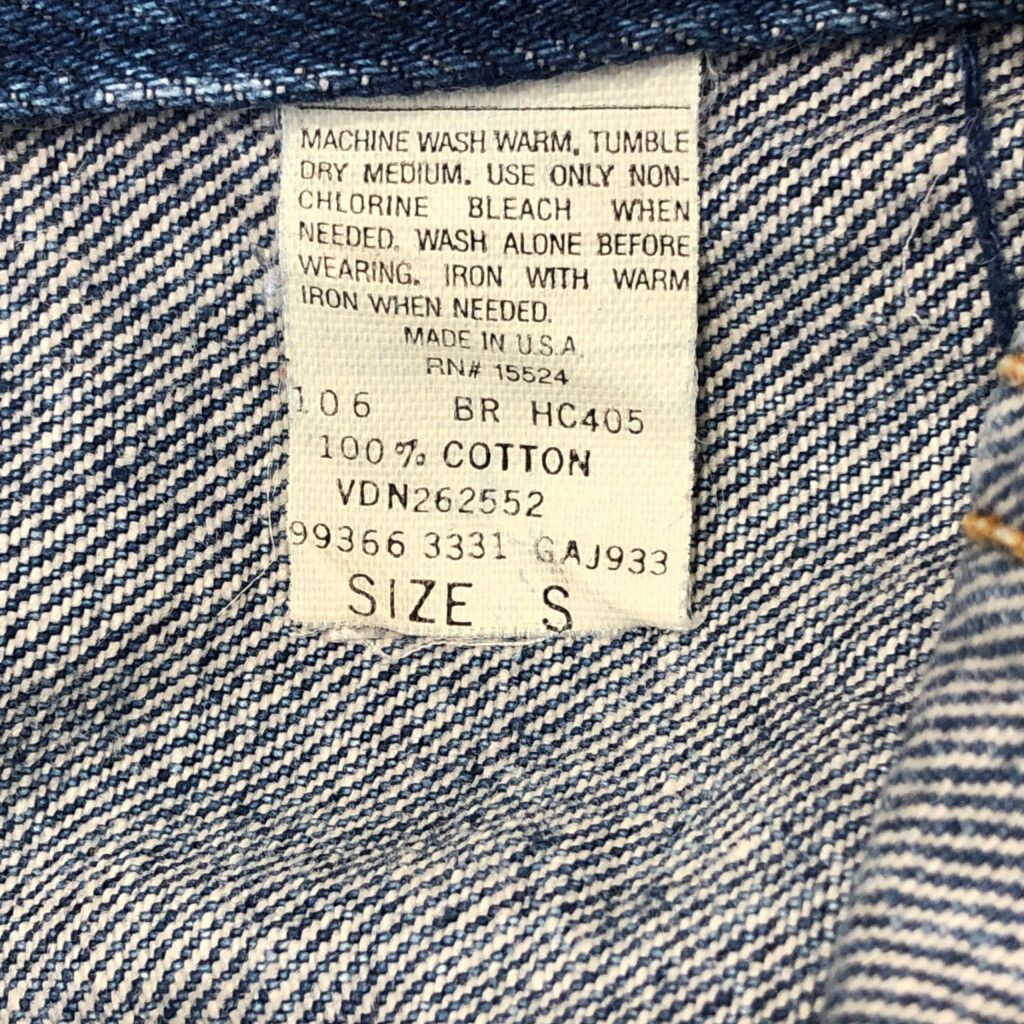 MACHINE WASH WARM. TUMBLE
DRY MEDIUM. USE ONLY NON-
CHLORINE BLEACH WHEN
NEEDED. WASH ALONE BEFORE
WEARING. IRON WITH WARM
IRON WHEN NEEDED.
MADE IN U.S.A.
RN# 15524
106 BR HC405
100% COTTON
VDN262552
99366 3331 GAJ933
SIZE S